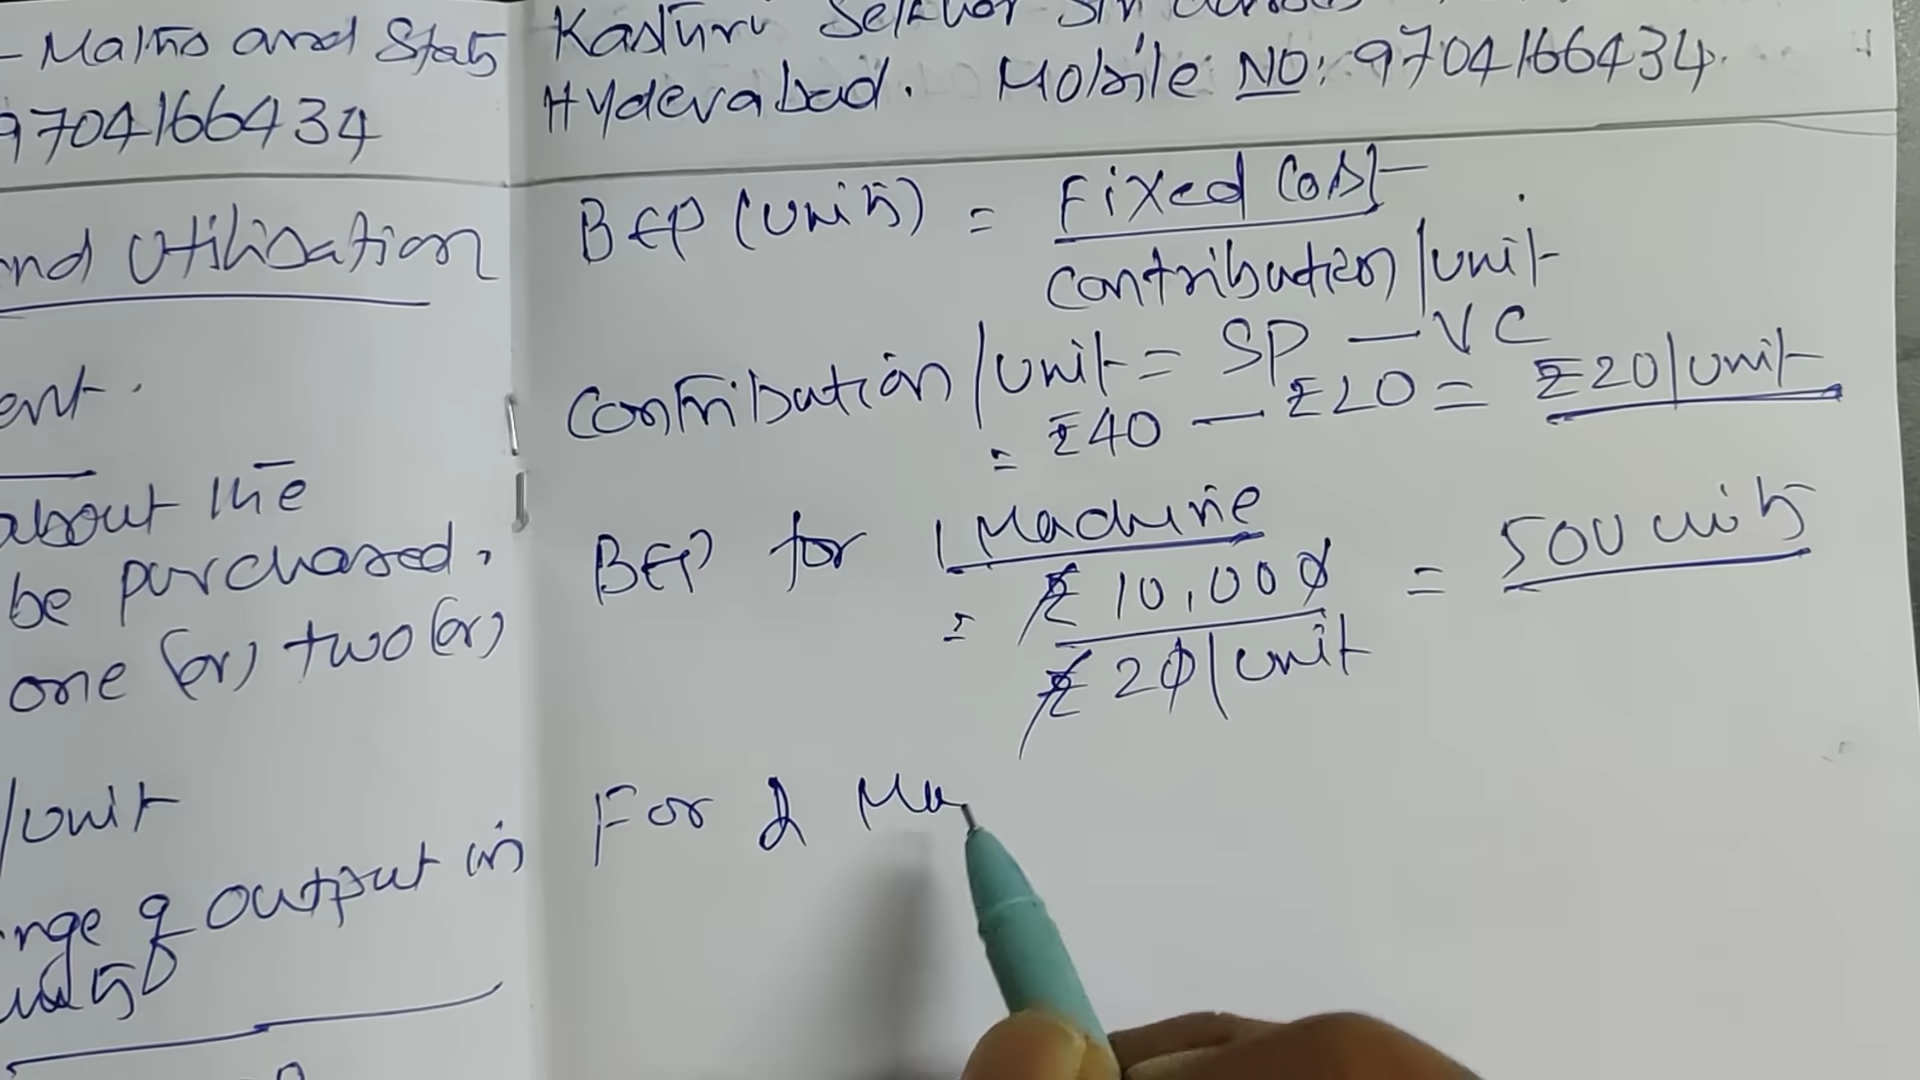 - Maths and Stats
9704166434
and Utilisation
ent.
about the
be purchased,
one (or) two (or)
/unit
nge of output in
units
Kasturi
Hyderabad. Mobile NO: 9704166434.
BEP (units) = Fixed Cost
Contribution/unit
Contribution/unit = SP - VC
= ₹40 - ₹20 = ₹20/unit
BEP for 1 Machine
= ₹10,000 = 500 units
₹20/unit
For 2 Ma